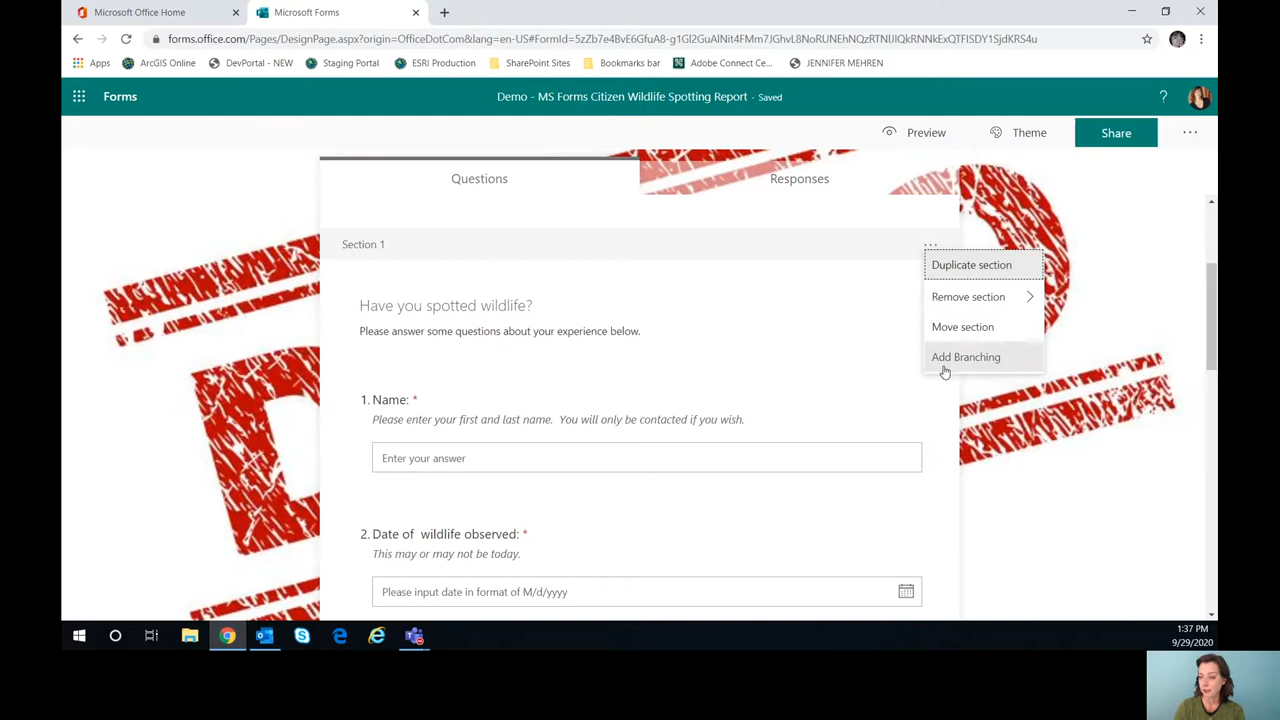 Microsoft Office Home
Microsoft Forms
forms.office.com/Pages/DesignPage.aspx?origin=OfficeDotCom&lang=en-US#FormId=5zZb7e4BvE6GfuA8-g1Gl2GuAlNit4FMm7JGhvL8NoRUNEhNQzRTNlJIQkRNNkExQTFISDY1SjdKRS4u
Apps
ArcGIS Online
DevPortal - NEW
Staging Portal
ESRI Production
SharePoint Sites
Bookmarks bar
Adobe Connect Ce...
JENNIFER MEHREN
Forms
Demo - MS Forms Citizen Wildlife Spotting Report - Saved
?
Preview
Theme
Share
Questions
Responses
Section 1
Duplicate section
Remove section
Move section
Add Branching
Have you spotted wildlife?
Please answer some questions about your experience below.
1. Name: *
Please enter your first and last name. You will only be contacted if you wish.
Enter your answer
2. Date of wildlife observed: *
This may or may not be today.
Please input date in format of M/d/yyyy
1:37 PM
9/29/2020